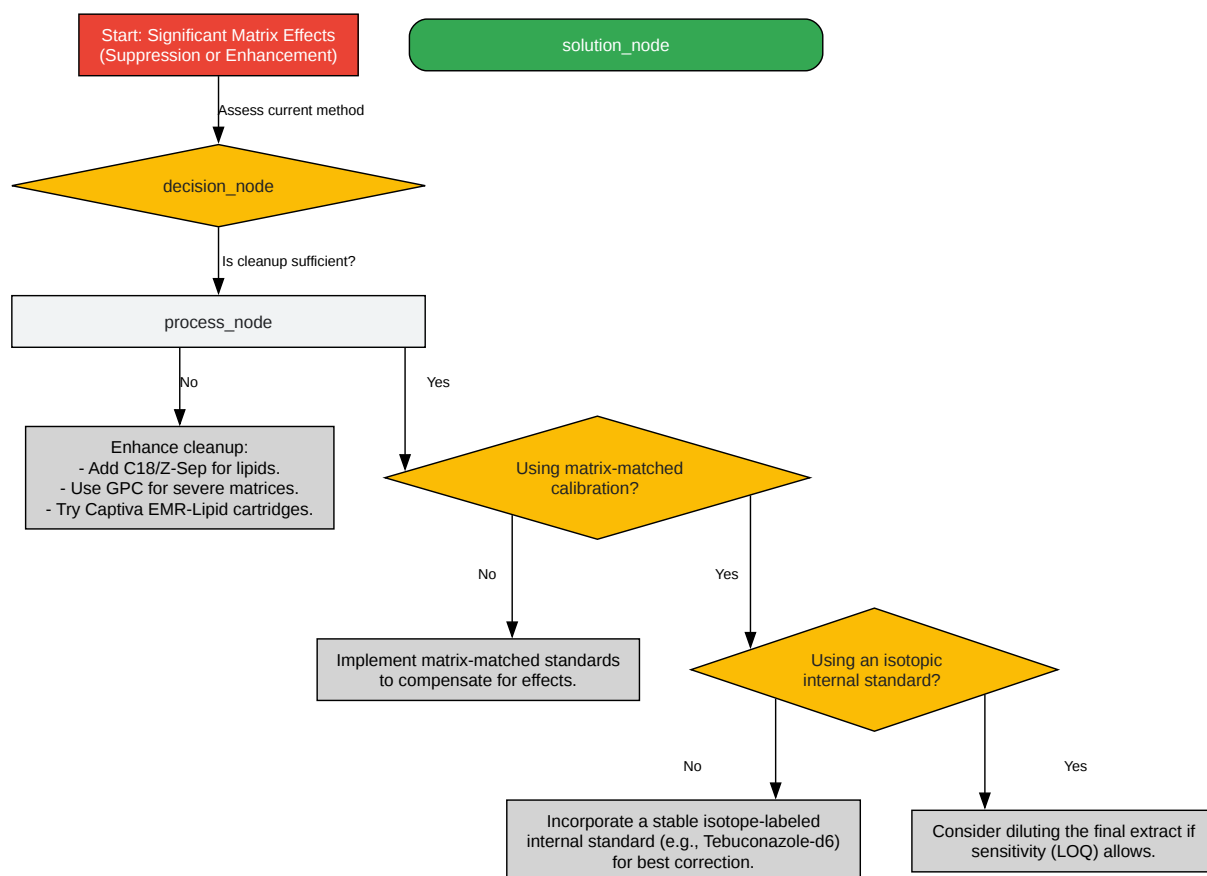 Start: Significant Matrix Effects
(Suppression or Enhancement)
solution_node
Assess current method
decision_node
Is cleanup sufficient?
process_node
No
Yes
Enhance cleanup:
- Add C18/Z-Sep for lipids.
- Use GPC for severe matrices.
- Try Captiva EMR-Lipid cartridges.
Using matrix-matched
calibration?
No
Yes
Implement matrix-matched standards
to compensate for effects.
Using an isotopic
internal standard?
No
Yes
Incorporate a stable isotope-labeled
internal standard (e.g., Tebuconazole-d6)
for best correction.
Consider diluting the final extract if
sensitivity (LOQ) allows.